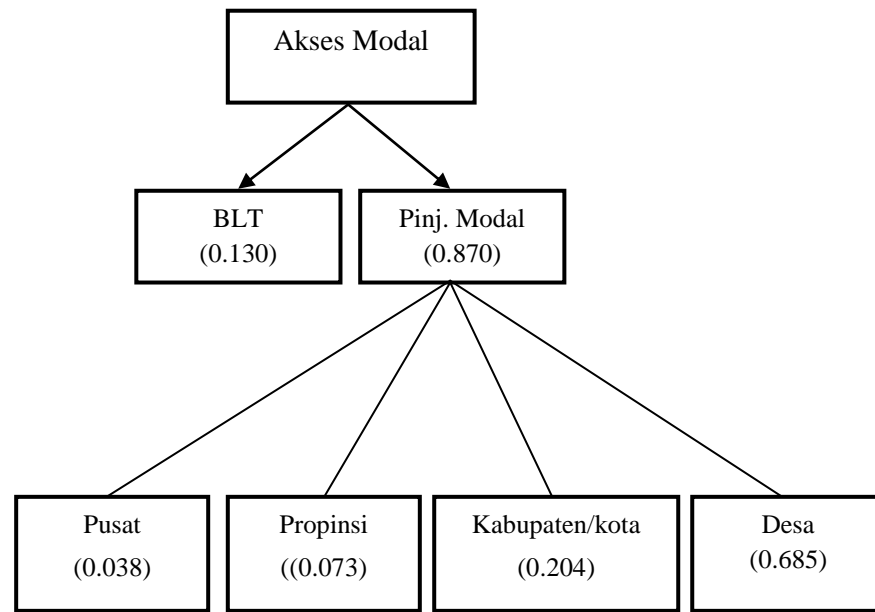 Akses Modal
BLT
(0.130)
Pinj. Modal
(0.870)
Pusat
(0.038)
Propinsi
((0.073)
Kabupaten/kota
(0.204)
Desa
(0.685)